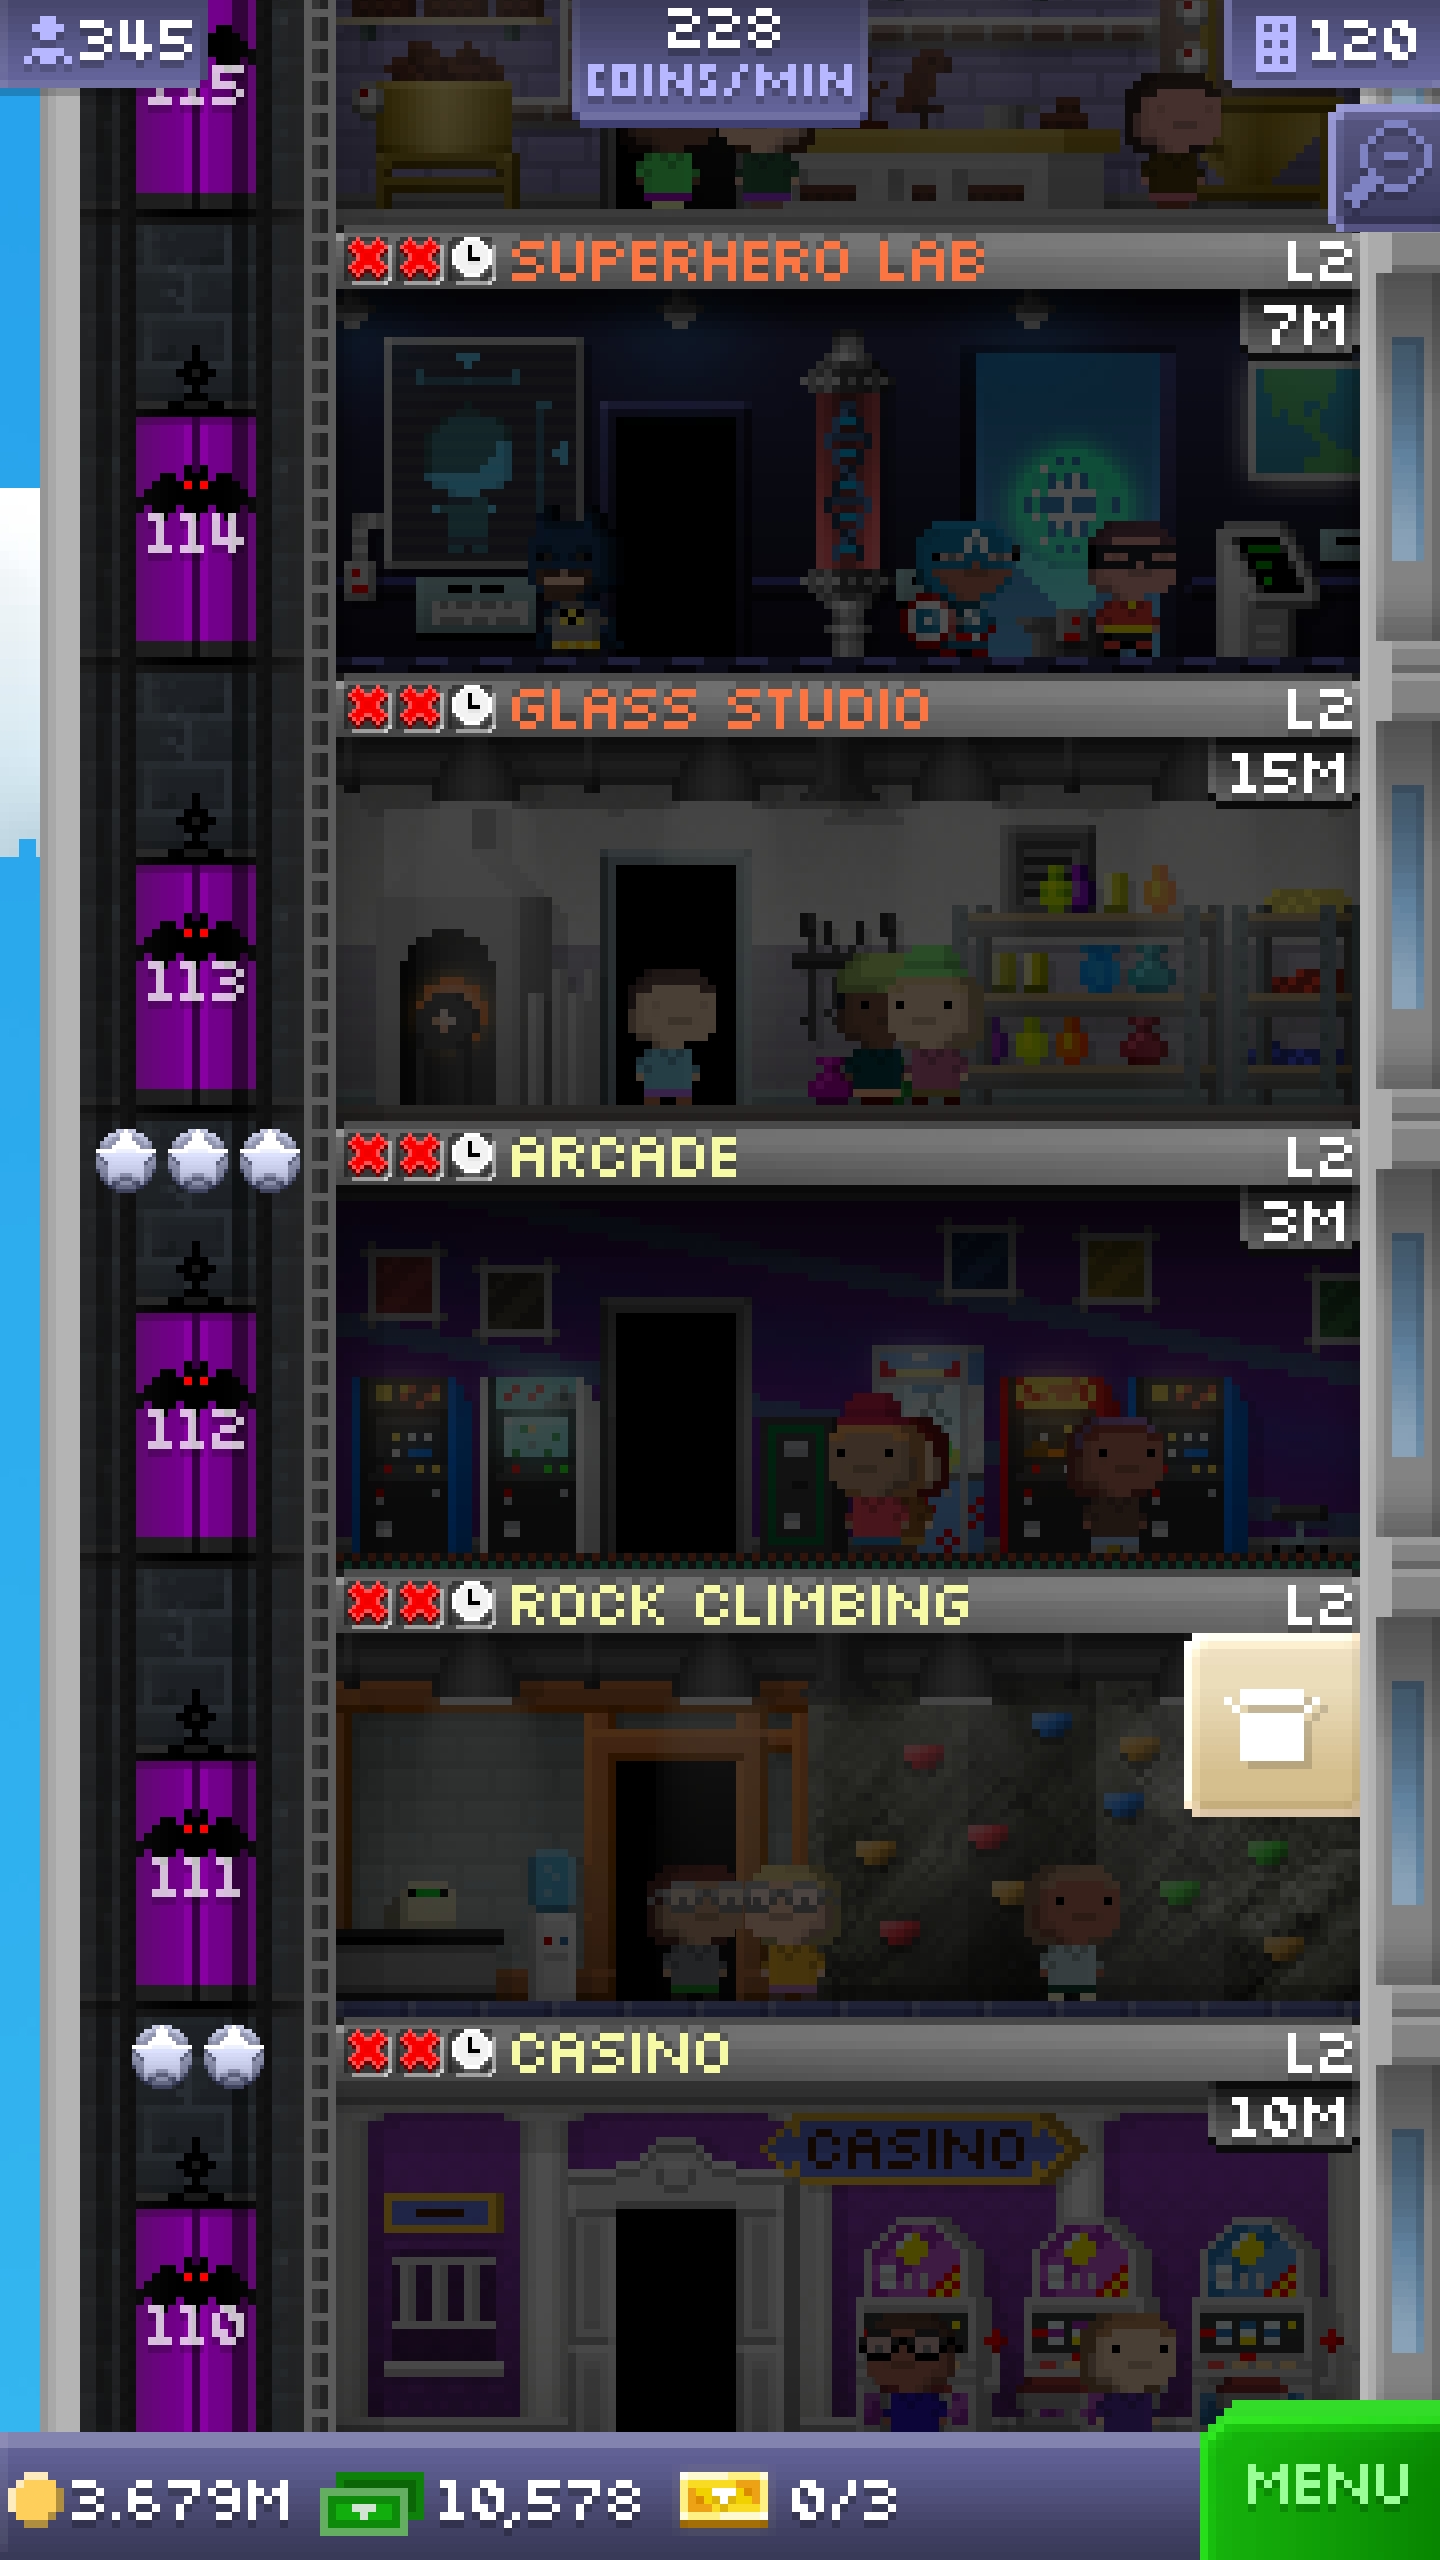 345
228
COINS/MIN
120
115
SUPERHERO LAB L2
7M
114
GLASS STUDIO L2
15M
113
ARCADE L2
3M
112
ROCK CLIMBING L2
111
CASINO L2
10M
CASINO
110
3.679M 10,578 0/3
MENU